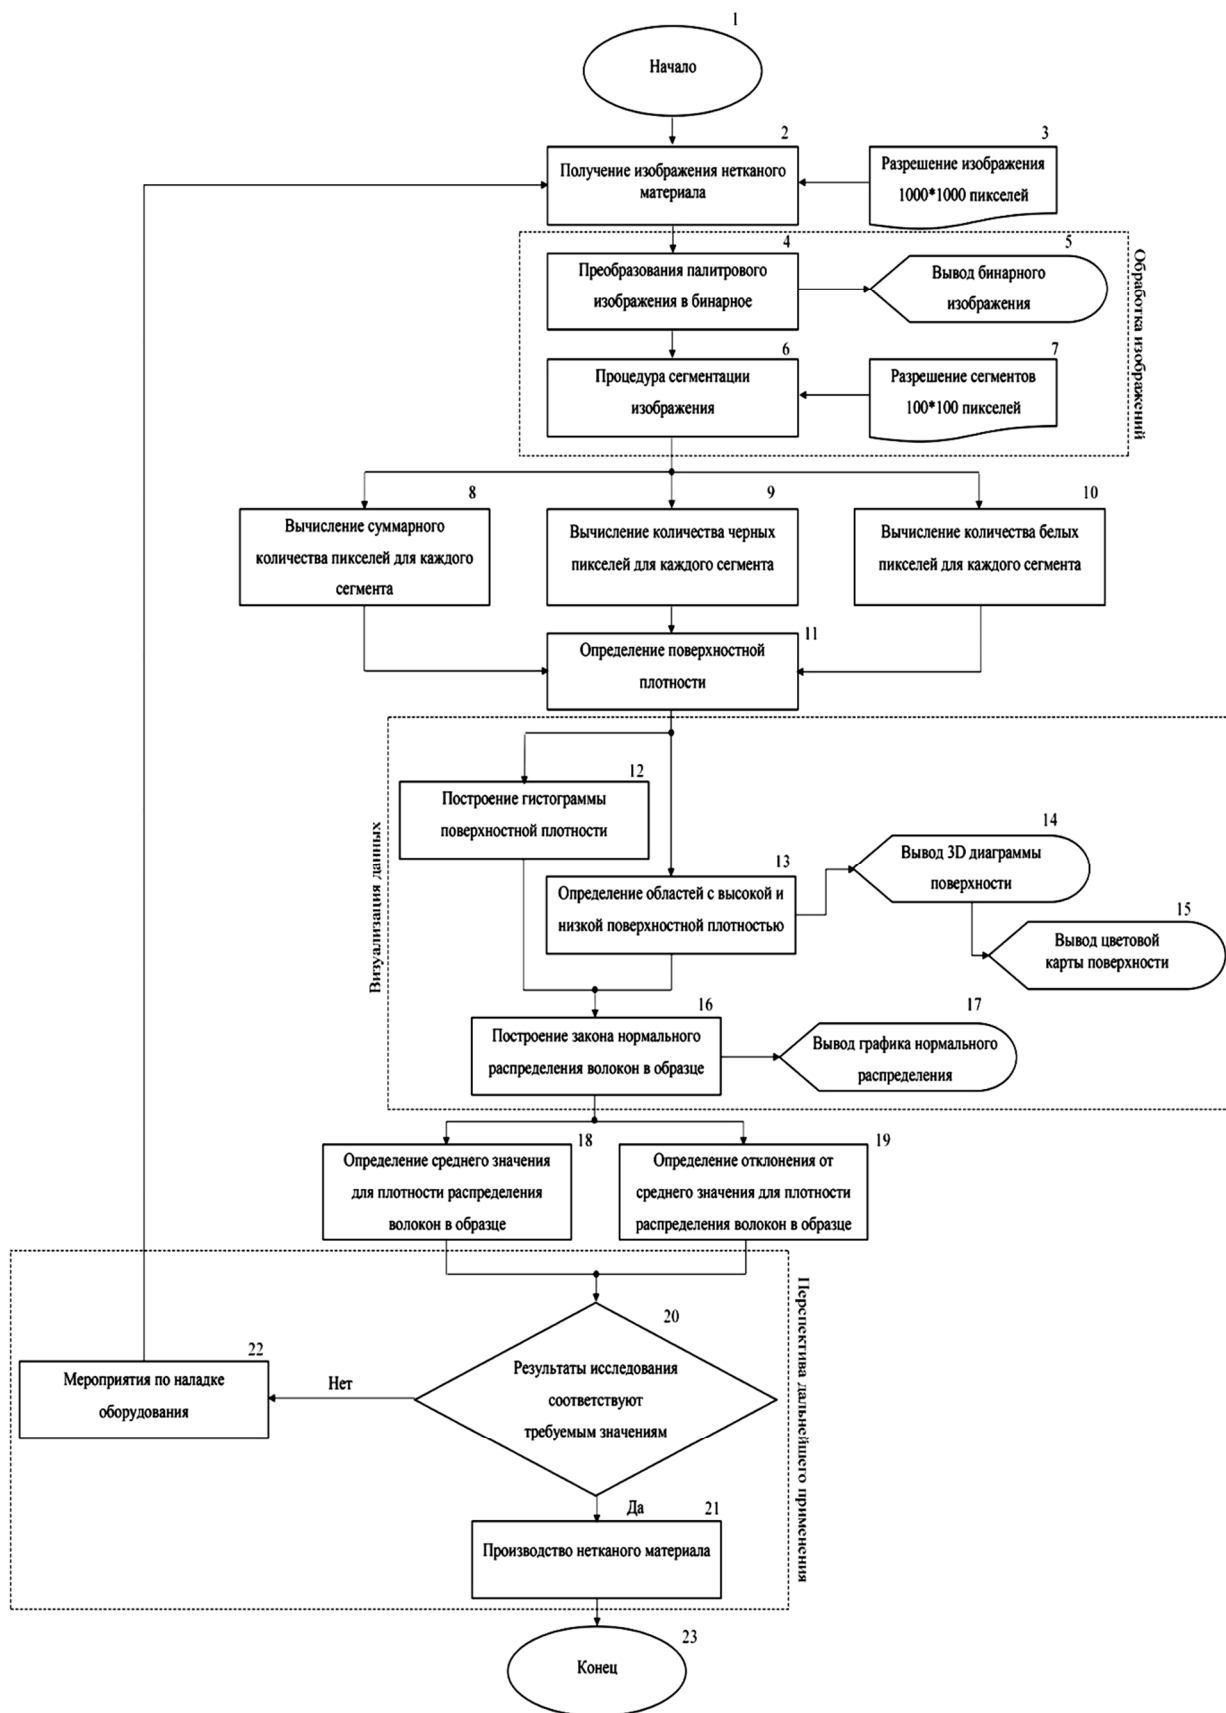 1
Начало
2
Получение изображения нетканого
материала
3
Разрешение изображения
1000*1000 пикселей
4
Преобразования палитрового
изображения в бинарное
5
Вывод бинарного
изображения
6
Процедура сегментации
изображения
7
Разрешение сегментов
100*100 пикселей
Обработка изображений
8
Вычисление суммарного
количества пикселей для каждого
сегмента
9
Вычисление количества черных
пикселей для каждого сегмента
10
Вычисление количества белых
пикселей для каждого сегмента
11
Определение поверхностной
плотности
Визуализация данных
12
Построение гистограммы
поверхностной плотности
13
Определение областей с высокой и
низкой поверхностной плотностью
14
Вывод 3D диаграммы
поверхности
15
Вывод цветовой
карты поверхности
16
Построение закона нормального
распределения волокон в образце
17
Вывод графика нормального
распределения
18
Определение среднего значения
для плотности распределения
волокон в образце
19
Определение отклонения от
среднего значения для плотности
распределения волокон в образце
Перспектива дальнейшего применения
20
Результаты исследования
соответствуют
требуемым значениям
Нет
22
Мероприятия по наладке
оборудования
Да
21
Производство нетканого материала
23
Конец